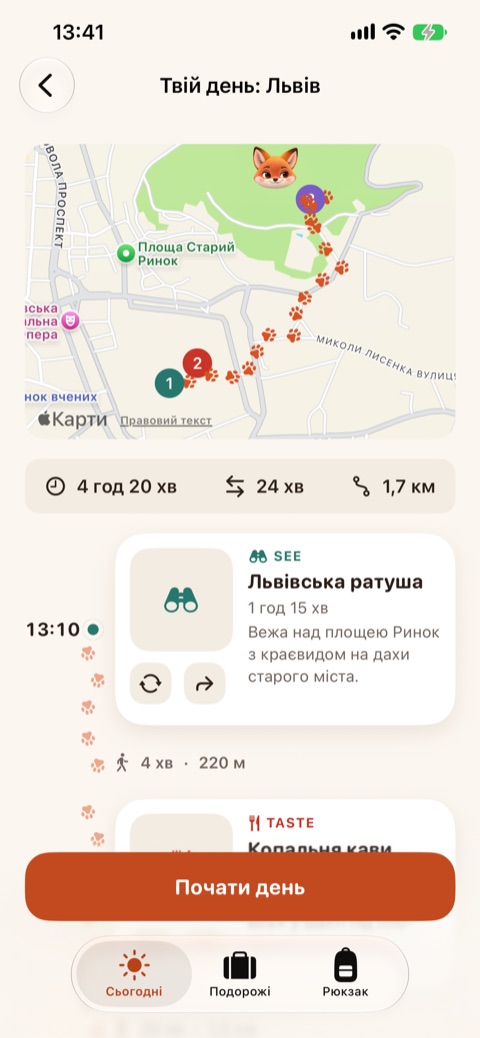 13:41
Твій день: Львів
ВОЛА ПРОСПЕКТ
Площа Старий
Ринок
МИКОЛИ ЛИСЕНКА
2
1
Карти
Правовий текст
4 год 20 хв
24 хв
1,7 км
SEE
Львівська ратуша
1 год 15 хв
Вежа над площею Ринок
з краєвидом на дахи
старого міста.
13:10
4 хв · 220 м
TASTE
Копальня кави
Почати день
Сьогодні
Подорожі
Рюкзак